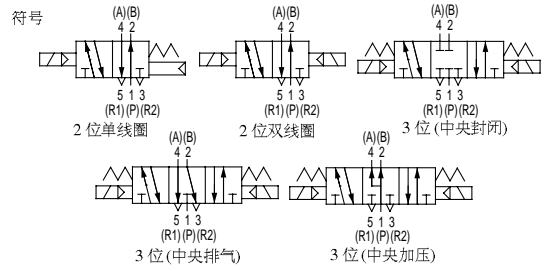 符号
(A)(B)
4 2
5 1 3
(R1)(P)(R2)
2位单线圈
(A)(B)
4 2
5 1 3
(R1)(P)(R2)
2位双线圈
(A)(B)
4 2
5 1 3
(R1)(P)(R2)
3位(中央封闭)
(A)(B)
4 2
5 1 3
(R1)(P)(R2)
3位(中央排气)
(A)(B)
4 2
5 1 3
(R1)(P)(R2)
3位(中央加压)